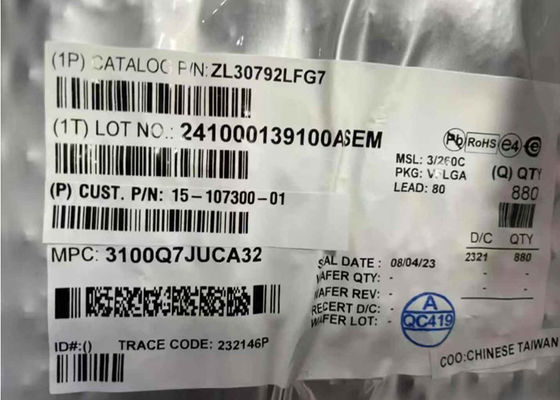 (1P) CATALOG P/N: ZL30792LFG7
(1T) LOT NO.: 241000139100ASEM
(P) CUST. P/N: 15-107300-01
MPC: 3100Q7JUCA32
ID#:() TRACE CODE: 232146P
Pb RoHS e4 e
MSL: 3/260C
PKG: LGA
LEAD: 80
(Q) QTY
880
D/C QTY
2321 880
- -
- -
SEAL DATE : 08/04/23
WAFER QTY: -
WAFER REV: -
RECERT D/C: -
WAFER LOT: -
A
QC419
COO:CHINESE TAIWAN